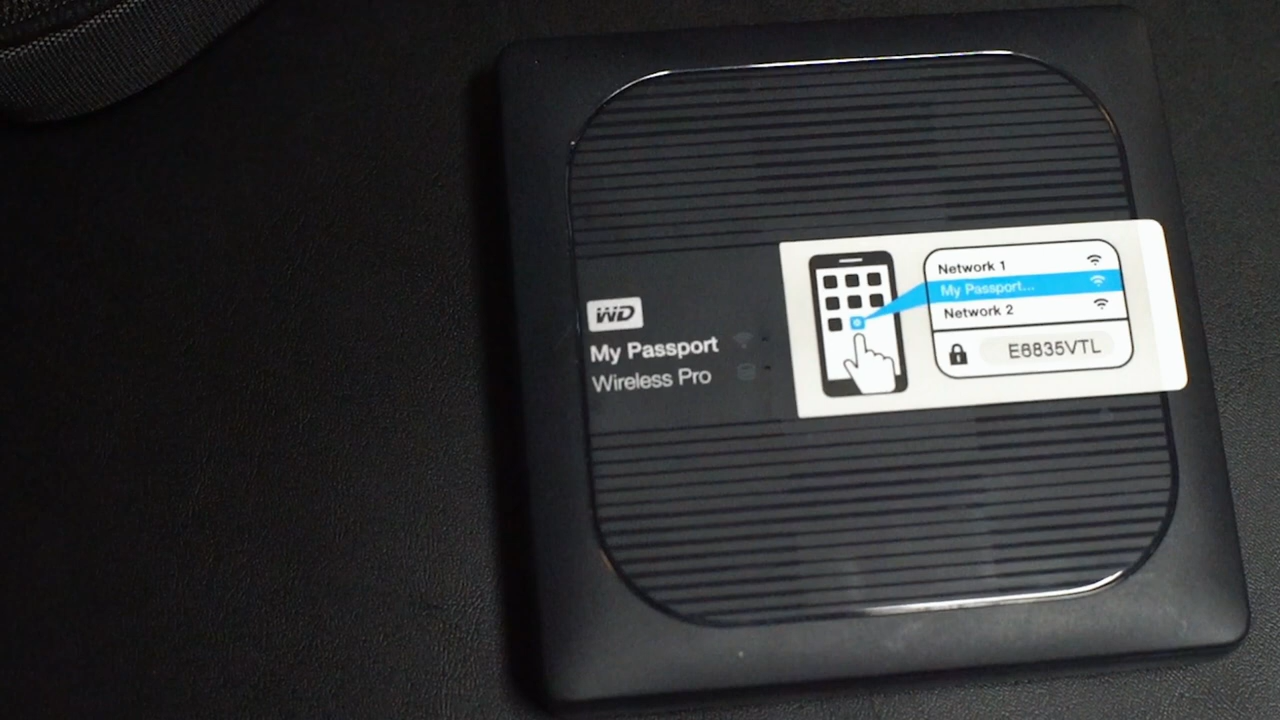 WD
My Passport
Wireless Pro
Network 1
My Passport...
Network 2
E6835VTL